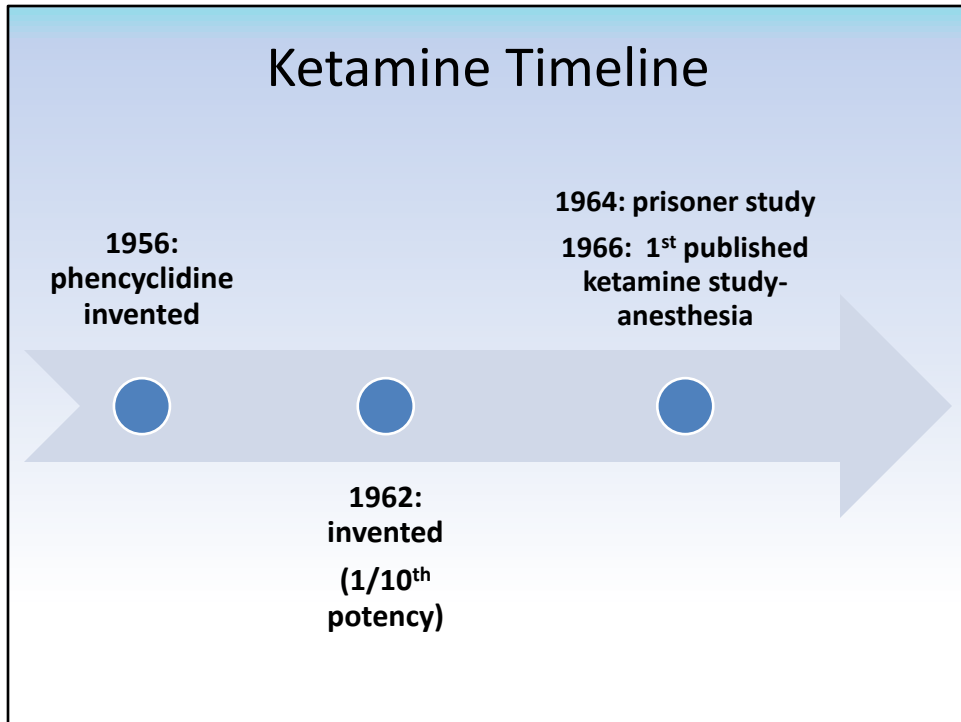 Ketamine Timeline
1956:
phencyclidine
invented
1962:
invented
(1/10th
potency)
1964: prisoner study
1966:  1st published
ketamine study-
anesthesia